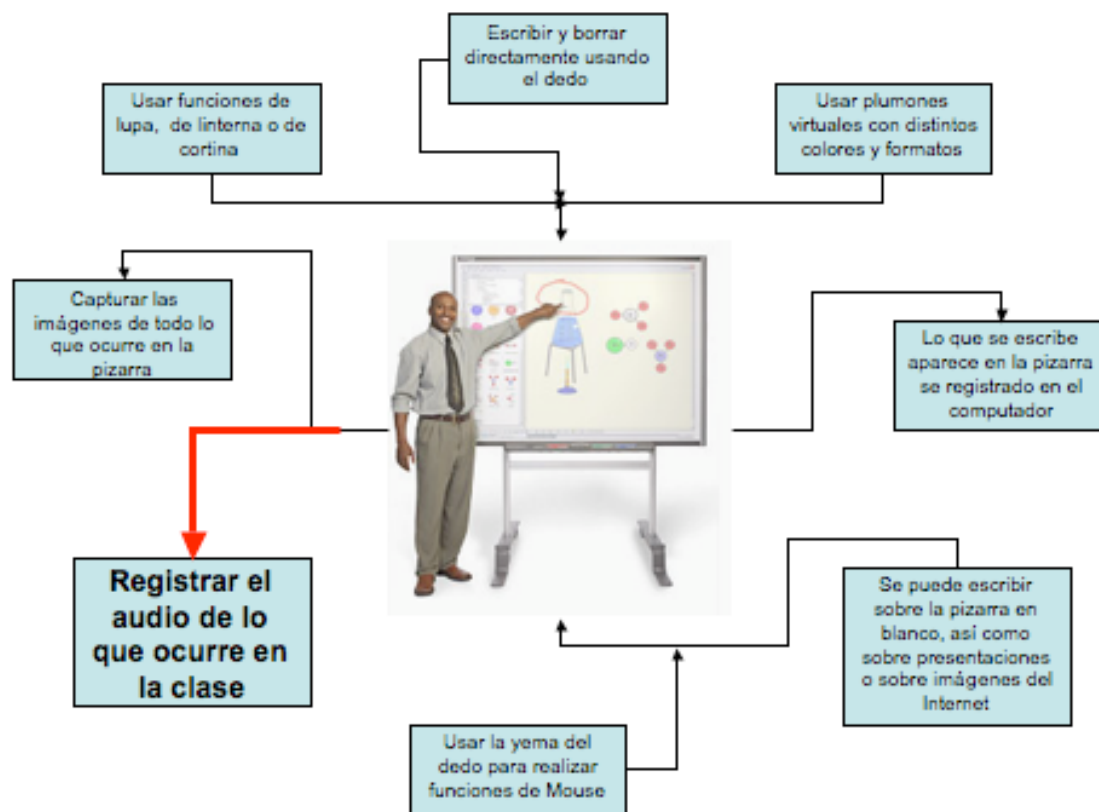 Escribir y borrar
directamente usando
el dedo
Usar funciones de
lupa, de linterna o de
cortina
Usar plumones
virtuales con distintos
colores y formatos
Capturar las
imágenes de todo lo
que ocurre en la
pizarra
Lo que se escribe
aparece en la pizarra
se registrado en el
computador
Registrar el
audio de lo
que ocurre en
la clase
Se puede escribir
sobre la pizarra en
blanco, así como
sobre presentaciones
o sobre imágenes del
Internet
Usar la yema del
dedo para realizar
funciones de Mouse